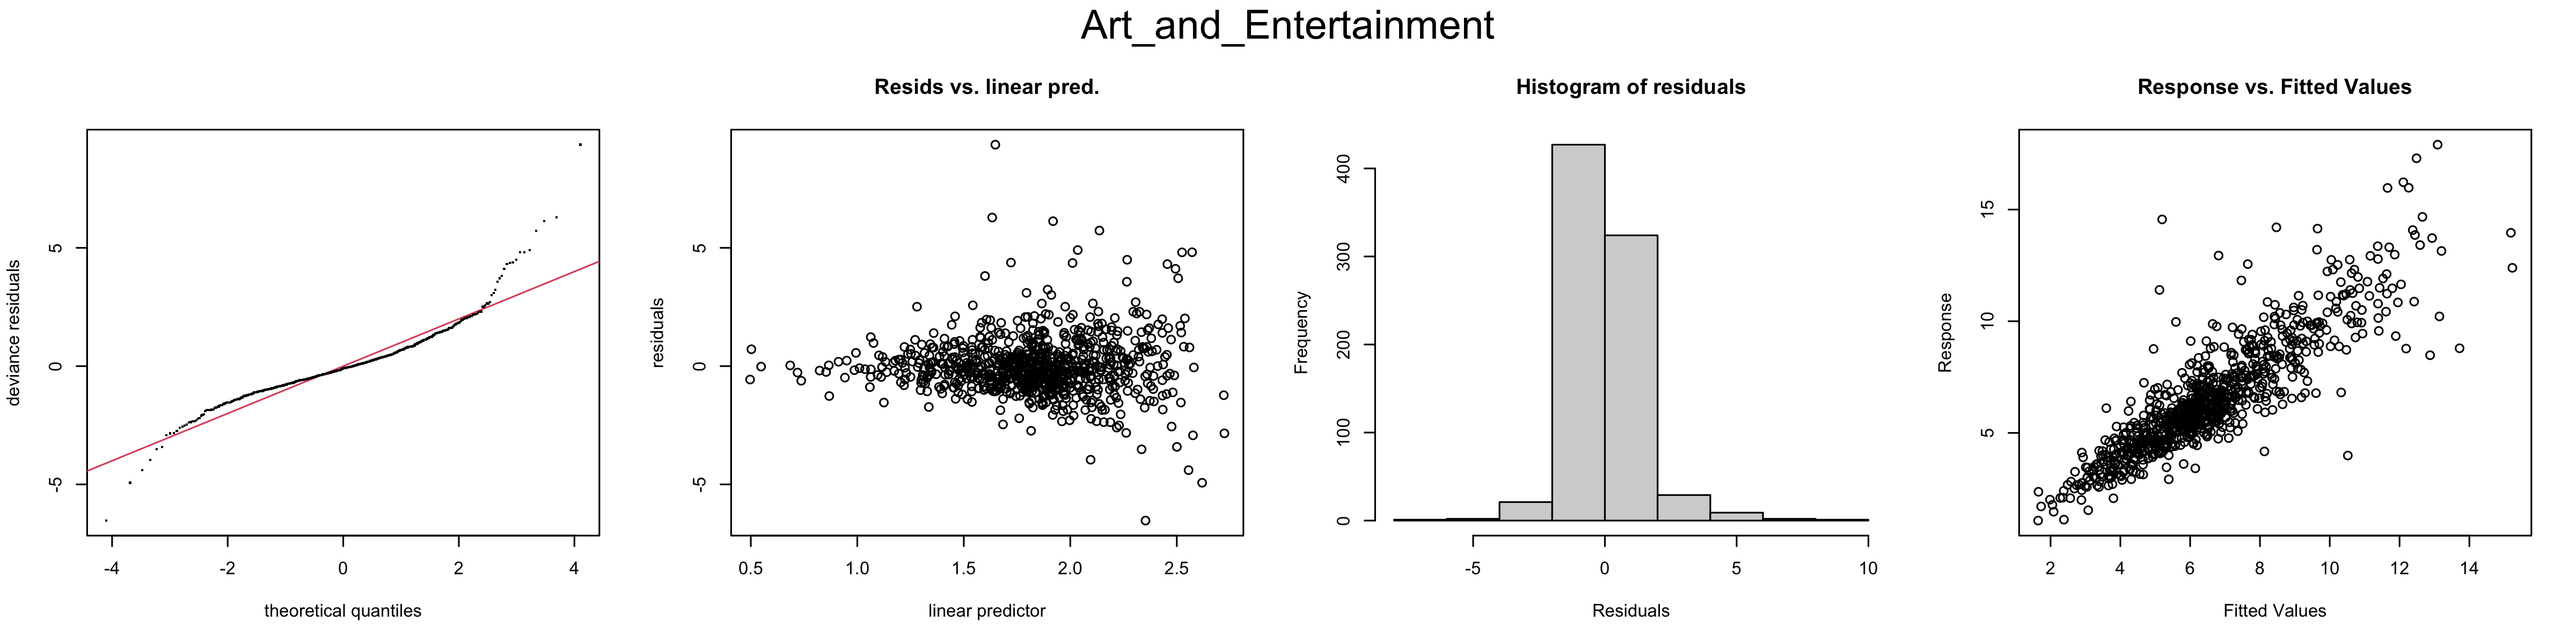 Art_and_Entertainment
deviance residuals
-5 0 5
-4 -2 0 2 4
theoretical quantiles
Resids vs. linear pred.
residuals
-5 0 5
0.5 1.0 1.5 2.0 2.5
linear predictor
Histogram of residuals
Frequency
0 100 200 300 400
-5 0 5 10
Residuals
Response vs. Fitted Values
Response
5 10 15
2 4 6 8 10 12 14
Fitted Values